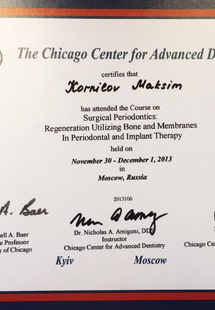 The Chicago Center for Advanced D
certifies that
Kornilov Maksim
has attended the Course on
Surgical Periodontics:
Regeneration Utilizing Bone and Membranes
In Periodontal and Implant Therapy
held on
November 30 - December 1, 2013
in
Moscow, Russia
A. Baer
2013106
ell A. Baer
Dr. Nicholas A. Amigoni, DDS
e Professor
Instructor
y of Chicago
Chicago Center for Advanced Dentistry
Chicago Cen
Kyiv Moscow